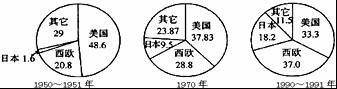 其它
29
美国
48.6
日本 1.6
西欧
20.8
1950～1951 年
其它
23.87
美国
37.83
日本9.5
西欧
28.8
1970 年
其它
11.5
美国
33.3
日本
18.2
西欧
37.0
1990～1991 年